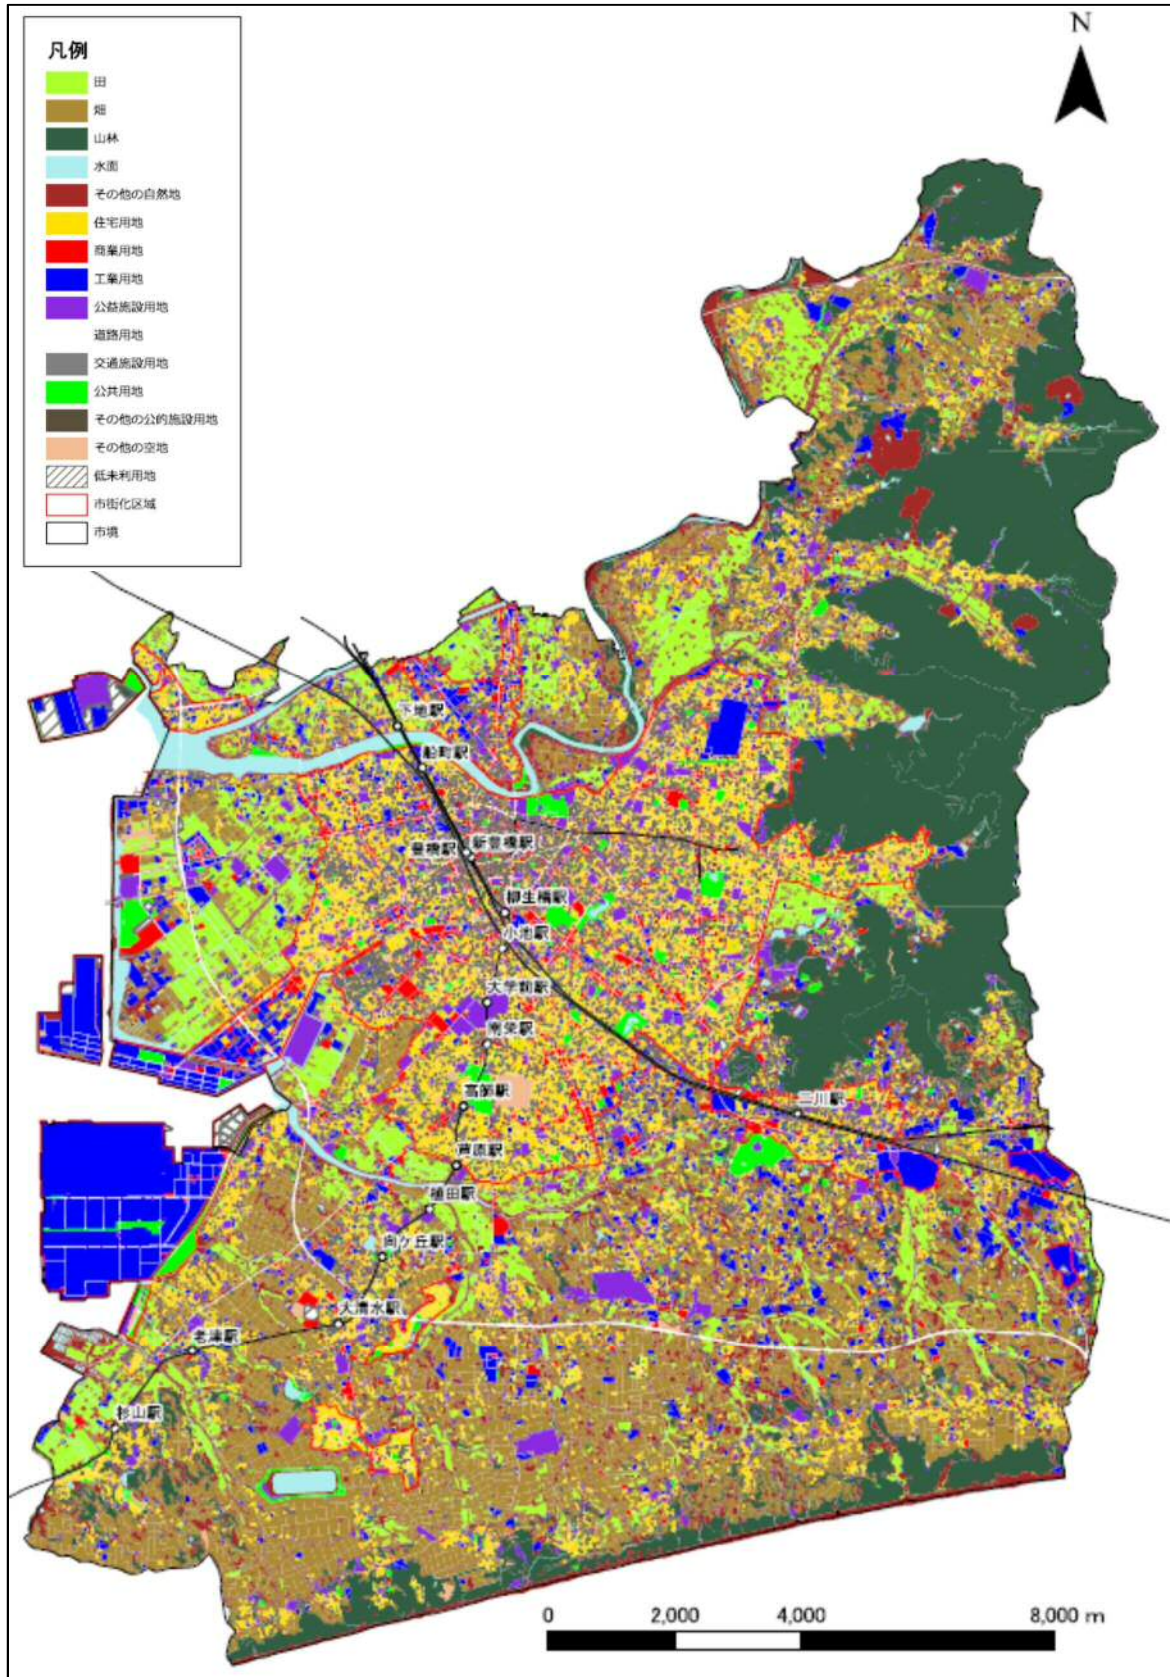 N
凡例
田
畑
山林
水面
その他の自然地
住宅用地
商業用地
工業用地
公益施設用地
道路用地
交通施設用地
公共用地
その他の公的施設用地
その他の空地
低未利用地
市街化区域
市境
下地駅
船町駅
豊橋駅
新豊橋駅
柳生橋駅
小池駅
大学前駅
南栄駅
高師駅
芦原駅
植田駅
向ケ丘駅
大清水駅
老津駅
杉山駅
二川駅
0 2,000 4,000 8,000 m